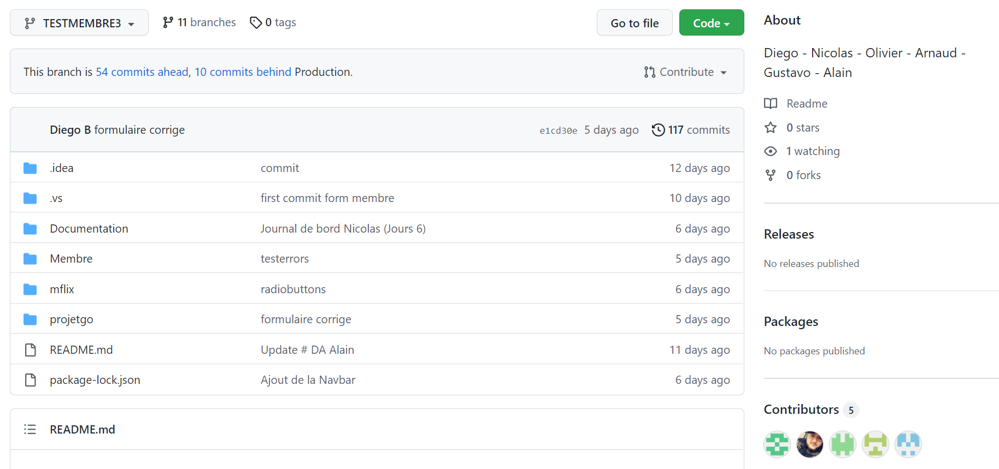 TESTMEMBRE3
11 branches
0 tags
Go to file
Code
This branch is 54 commits ahead, 10 commits behind Production.
Contribute
Diego B formulaire corrige
e1cd30e 5 days ago
117 commits
.idea commit 12 days ago
.vs first commit form membre 10 days ago
Documentation Journal de bord Nicolas (Jours 6) 6 days ago
Membre testerrors 5 days ago
mflix radiobuttons 6 days ago
projetgo formulaire corrige 5 days ago
README.md Update # DA Alain 11 days ago
package-lock.json Ajout de la Navbar 6 days ago
README.md
About
Diego - Nicolas - Olivier - Arnaud -
Gustavo - Alain
Readme
0 stars
1 watching
0 forks
Releases
No releases published
Packages
No packages published
Contributors 5